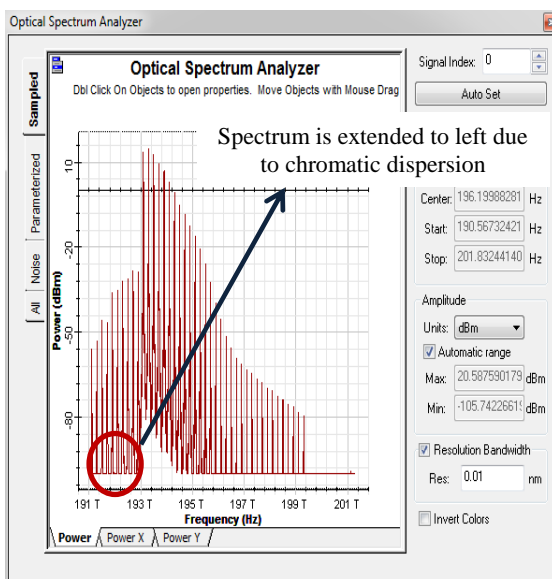 Optical Spectrum Analyzer
Optical Spectrum Analyzer
Dbl Click On Objects to open properties. Move Objects with Mouse Drag
Signal Index: 0
Auto Set
Spectrum is extended to left due
to chromatic dispersion
Sampled
Parameterized
Noise
All
Power (dBm)
10
-20
-50
-80
191 T 193 T 195 T 197 T 199 T 201 T
Frequency (Hz)
Power Power X Power Y
Center: 196.19988281 Hz
Start: 190.56732421 Hz
Stop: 201.83244140 Hz
Amplitude
Units: dBm
Automatic range
Max: 20.587590179 dBm
Min: -105.7422661 dBm
Resolution Bandwidth
Res: 0.01 nm
Invert Colors